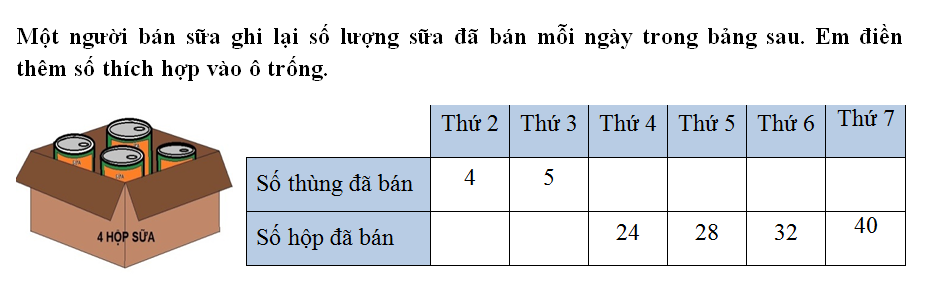 Một người bán sữa ghi lại số lượng sữa đã bán mỗi ngày trong bảng sau. Em điền
thêm số thích hợp vào ô trống.
Thứ 2 Thứ 3 Thứ 4 Thứ 5 Thứ 6 Thứ 7
Số thùng đã bán 4 5
Số hộp đã bán 24 28 32 40
4 HỘP SỮA